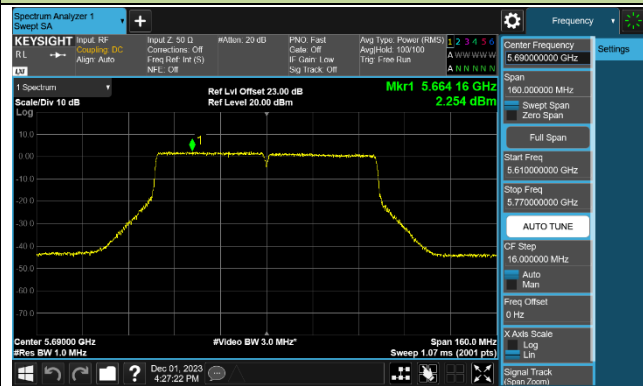 Spectrum Analyzer 1
Swept SA
+
Frequency
KEYSIGHT
RL
LXI
Input: RF
Coupling: DC
Align: Auto
Input Z: 50 Ω
Corrections: Off
Freq Ref: Int (S)
NFE: Off
#Atten: 20 dB
PNO: Fast
Gate: Off
IF Gain: Low
Sig Track: Off
Avg Type: Power (RMS)
Avg|Hold: 100/100
Trig: Free Run
1 2 3 4 5 6
A W W W W W
A N N N N N
1 Spectrum
Scale/Div 10 dB
Log
Ref Lvl Offset 23.00 dB
Ref Level 20.00 dBm
Mkr1 5.664 16 GHz
2.254 dBm
1
10.0
0.00
-10.0
-20.0
-30.0
-40.0
-50.0
-60.0
-70.0
Center 5.69000 GHz
#Res BW 1.0 MHz
#Video BW 3.0 MHz*
Span 160.0 MHz
Sweep 1.07 ms (2001 pts)
Center Frequency
5.690000000 GHz
Settings
Span
160.000000 MHz
Swept Span
Zero Span
Full Span
Start Freq
5.610000000 GHz
Stop Freq
5.770000000 GHz
AUTO TUNE
CF Step
16.000000 MHz
Auto
Man
Freq Offset
0 Hz
X Axis Scale
Log
Lin
Signal Track
(Span Zoom)
?
Dec 01, 2023
4:27:22 PM